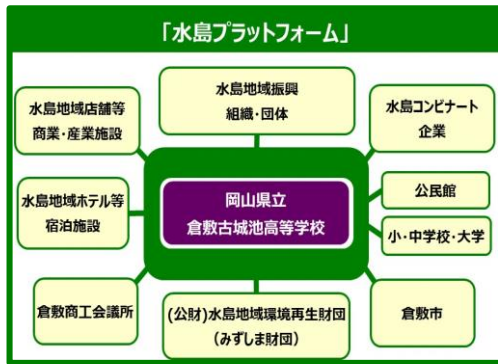 「水島プラットフォーム」
水島地域店舗等
商業・産業施設
水島地域振興
組織・団体
水島コンビナート
企業
水島地域ホテル等
宿泊施設
岡山県立
倉敷古城池高等学校
公民館
小・中学校・大学
倉敷商工会議所
(公財)水島地域環境再生財団
(みずしま財団)
倉敷市